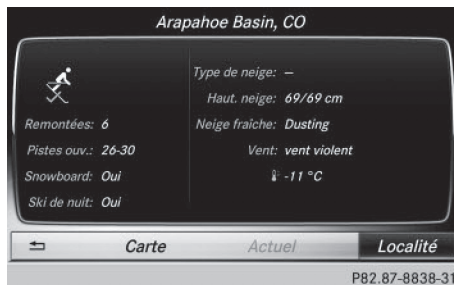 Arapahoe Basin, CO
Remontées: 6
Pistes ouv.: 26-30
Snowboard: Oui
Ski de nuit: Oui
Type de neige: —
Haut. neige: 69/69 cm
Neige fraîche: Dusting
Vent: vent violent
-11 °C
Carte
Actuel
Localité
P82.87-8838-31